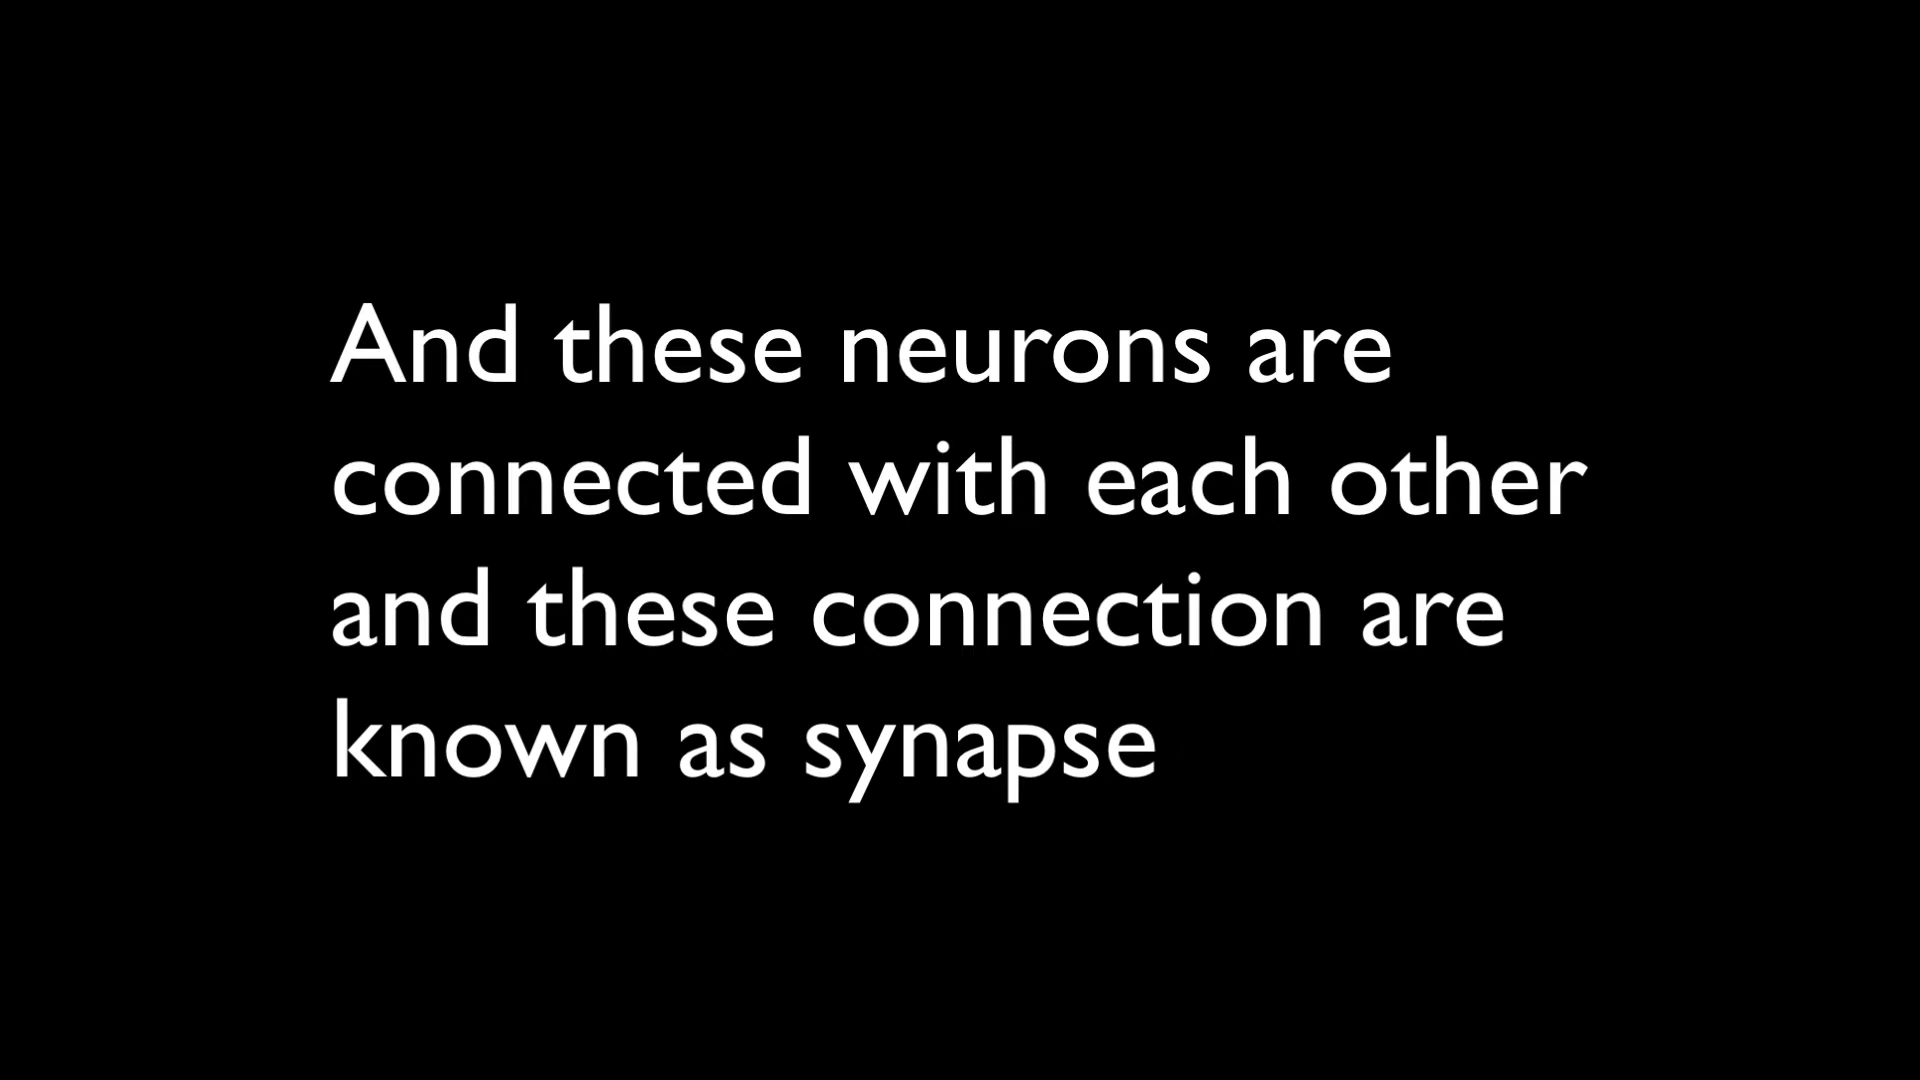 And these neurons are
connected with each other
and these connection are
known as synapse